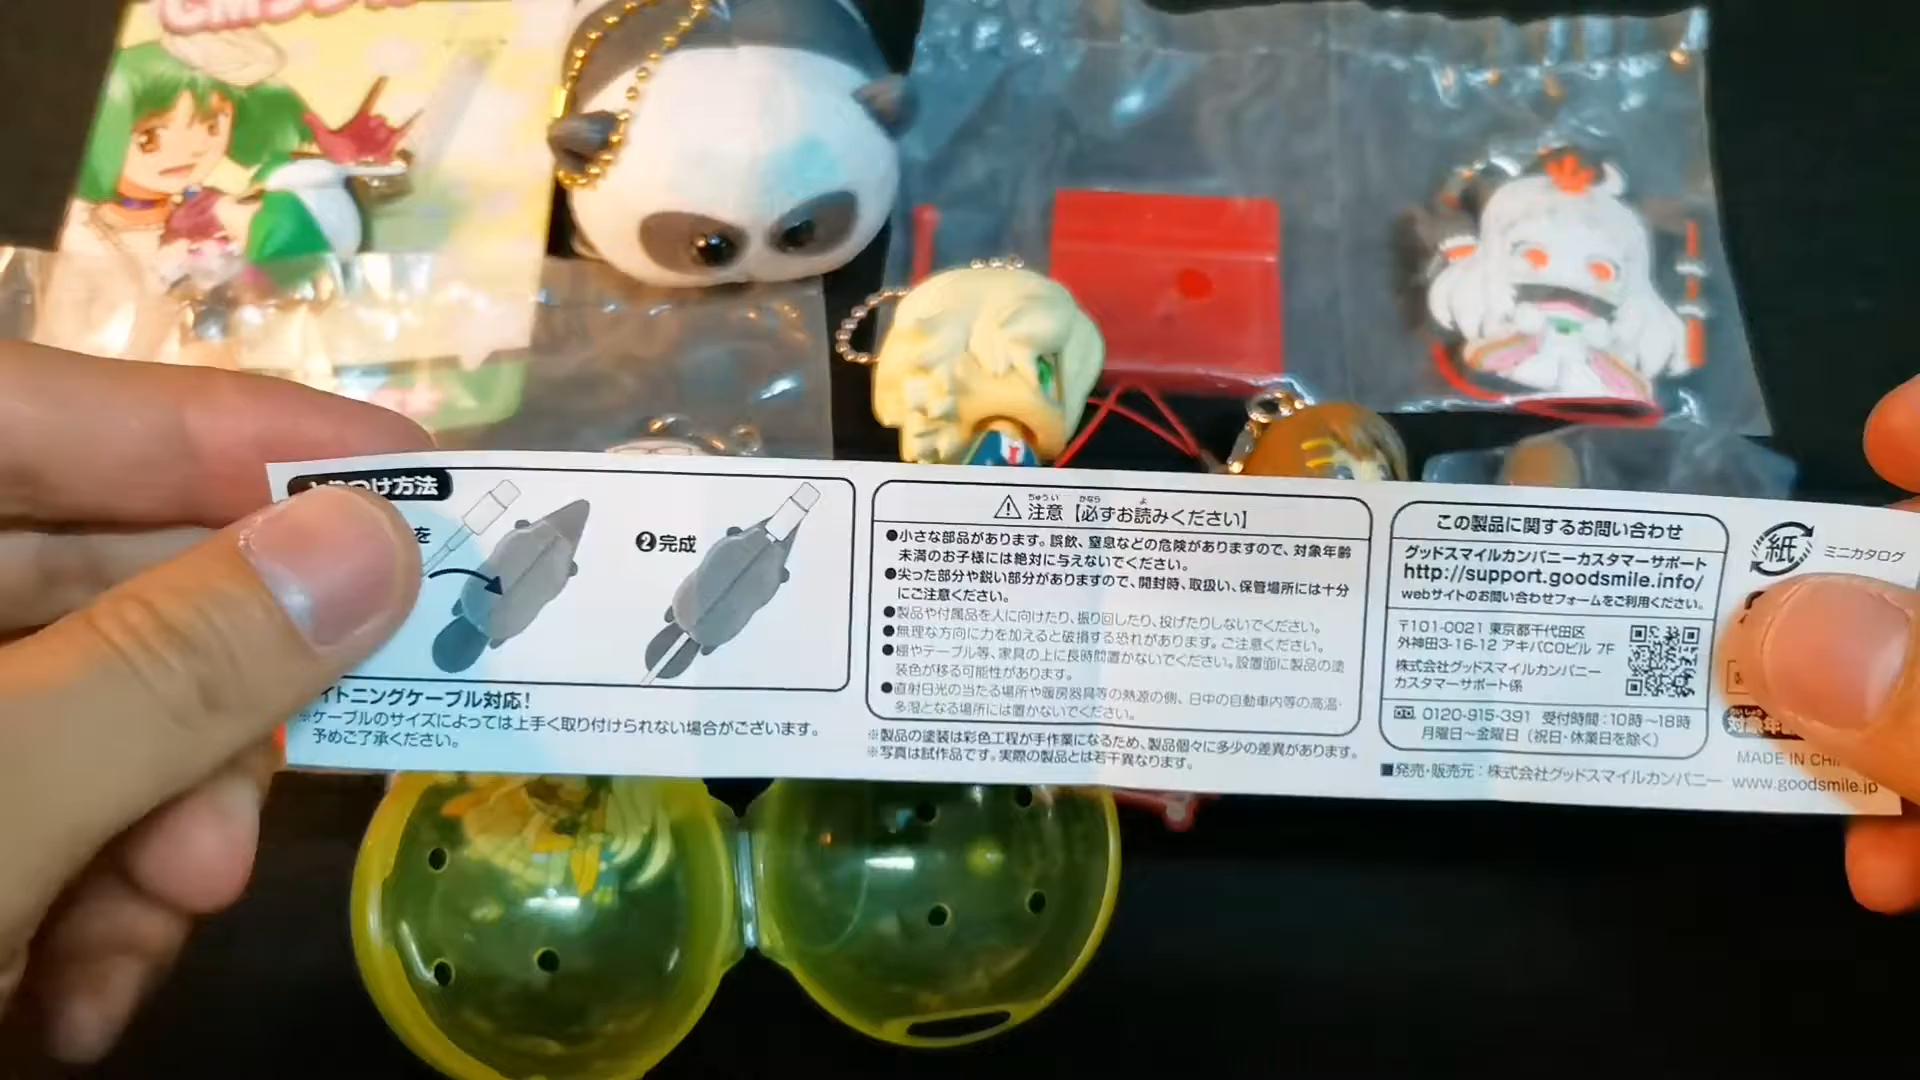 け方法
を
❷完成
イトニングケーブル対応!
※ケーブルのサイズによっては上手く取り付けられない場合がございます。
予めご了承ください。
ちゅうい かなら よ
注意【必ずお読みください】
●小さな部品があります。誤飲、窒息などの危険がありますので、対象年齢
未満のお子様には絶対に与えないでください。
●尖った部分や鋭い部分がありますので、開封時、取扱い、保管場所には十分
にご注意ください。
●製品や付属品を人に向けたり、振り回したり、投げたりしないでください。
●無理な方向に力を加えると破損する恐れがあります。ご注意ください。
●棚やテーブル等、家具の上に長時間置かないでください。設置面に製品の塗
装色が移る可能性があります。
●直射日光の当たる場所や暖房器具等の熱源の側、日中の自動車内等の高温・
多湿となる場所には置かないでください。
※製品の塗装は彩色工程が手作業になるため、製品個々に多少の差異があります。
※写真は試作品です。実際の製品とは若干異なります。
この製品に関するお問い合わせ
グッドスマイルカンパニーカスタマーサポート
http://support.goodsmile.info/
webサイトのお問い合わせフォームをご利用ください。
〒101-0021 東京都千代田区
外神田3-16-12 アキバCOビル 7F
株式会社グッドスマイルカンパニー
カスタマーサポート係
0120-915-391 受付時間:10時~18時
月曜日~金曜日(祝日・休業日を除く)
■発売・販売元:株式会社グッドスマイルカンパニー
紙
ミニカタログ
対象年
MADE IN CHI
www.goodsmile.jp